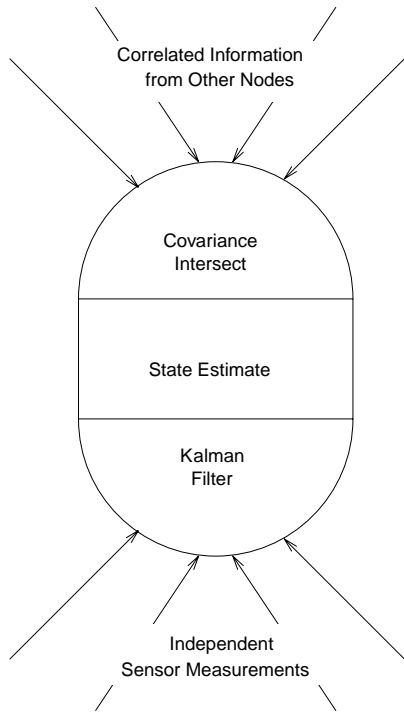 Correlated Information
from Other Nodes
Covariance
Intersect
State Estimate
Kalman
Filter
Independent
Sensor Measurements